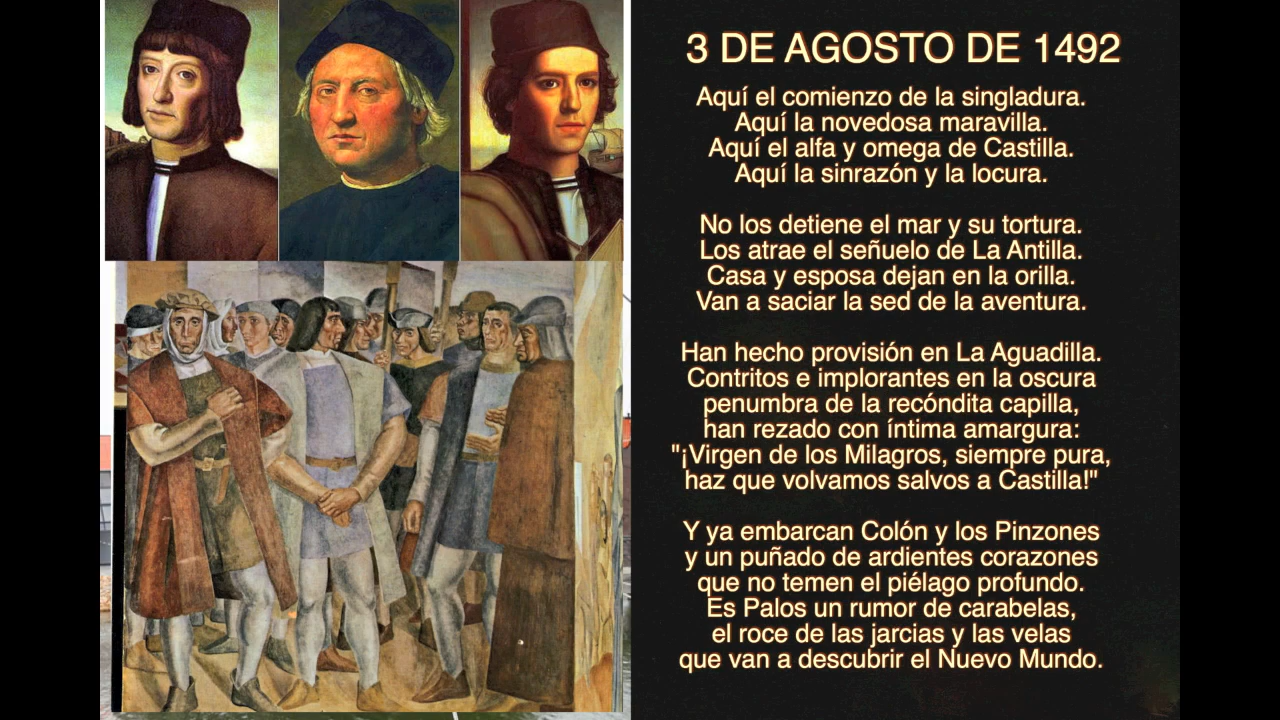 3 DE AGOSTO DE 1492
Aquí el comienzo de la singladura.
Aquí la novedosa maravilla.
Aquí el alfa y omega de Castilla.
Aquí la sinrazón y la locura.
No los detiene el mar y su tortura.
Los atrae el señuelo de La Antilla.
Casa y esposa dejan en la orilla.
Van a saciar la sed de la aventura.
Han hecho provisión en La Aguadilla.
Contritos e implorantes en la oscura
penumbra de la recóndita capilla,
han rezado con íntima amargura:
"¡Virgen de los Milagros, siempre pura,
haz que volvamos salvos a Castilla!"
Y ya embarcan Colón y los Pinzones
y un puñado de ardientes corazones
que no temen el piélago profundo.
Es Palos un rumor de carabelas,
el roce de las jarcias y las velas
que van a descubrir el Nuevo Mundo.